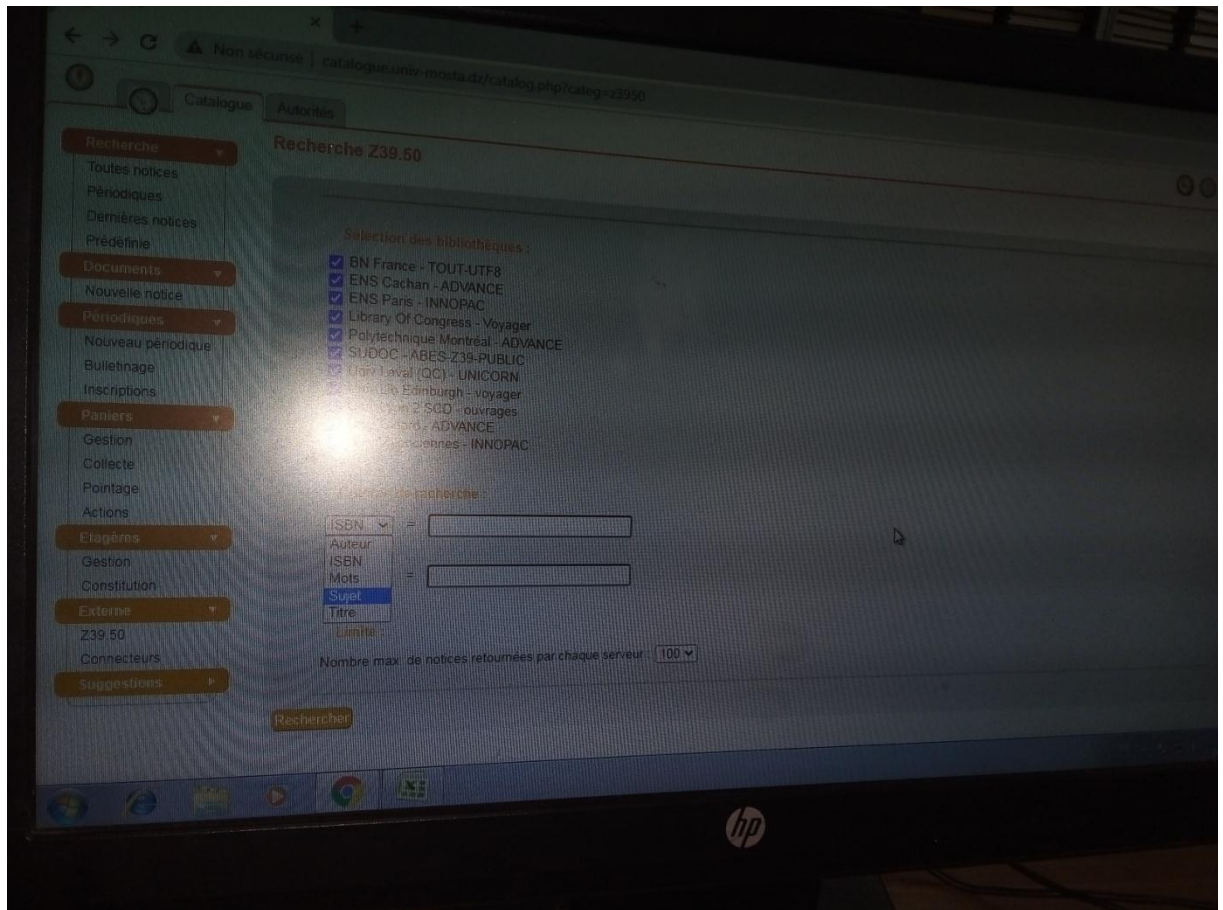 Non sécurisé | catalogue.univ-mosta.dz/catalog.php?categ=z3950
Catalogue
Autorités
Recherche
Toutes notices
Périodiques
Dernières notices
Prédéfinie
Documents
Nouvelle notice
Périodiques
Nouveau périodique
Bulletinage
Inscriptions
Paniers
Gestion
Collecte
Pointage
Actions
Etagères
Gestion
Constitution
Externe
Z39.50
Connecteurs
Suggestions
Recherche Z39.50
Sélection des bibliothèques :
BN France - TOUT-UTF8
ENS Cachan - ADVANCE
ENS Paris - INNOPAC
Library Of Congress - Voyager
Polytechnique Montréal - ADVANCE
SUDOC - ABES-Z39-PUBLIC
Univ Laval (QC) - UNICORN
Edinburgh - voyager
2 SCD - ouvrages
- ADVANCE
- INNOPAC
recherche :
ISBN =
Auteur
ISBN
Mots =
Sujet
Titre
Limite :
Nombre max. de notices retournées par chaque serveur : 100
Rechercher
hp